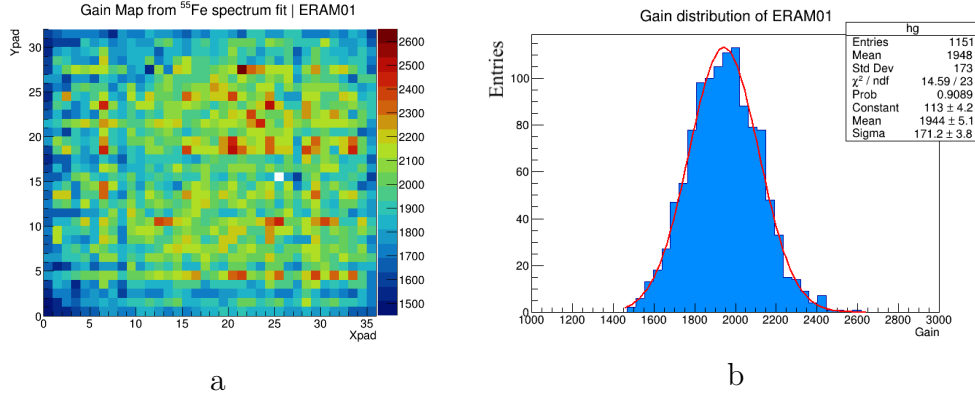 Gain Map from ⁵⁵Fe spectrum fit | ERAM01
Ypad
30
25
20
15
10
5
0
0 5 10 15 20 25 30 35
Xpad
2600
2500
2400
2300
2200
2100
2000
1900
1800
1700
1600
1500
a
Gain distribution of ERAM01
Entries
100
80
60
40
20
0
1000 1200 1400 1600 1800 2000 2200 2400 2600 2800 3000
Gain
hg
Entries 1151
Mean 1948
Std Dev 173
χ² / ndf 14.59 / 23
Prob 0.9089
Constant 113 ± 4.2
Mean 1944 ± 5.1
Sigma 171.2 ± 3.8
b